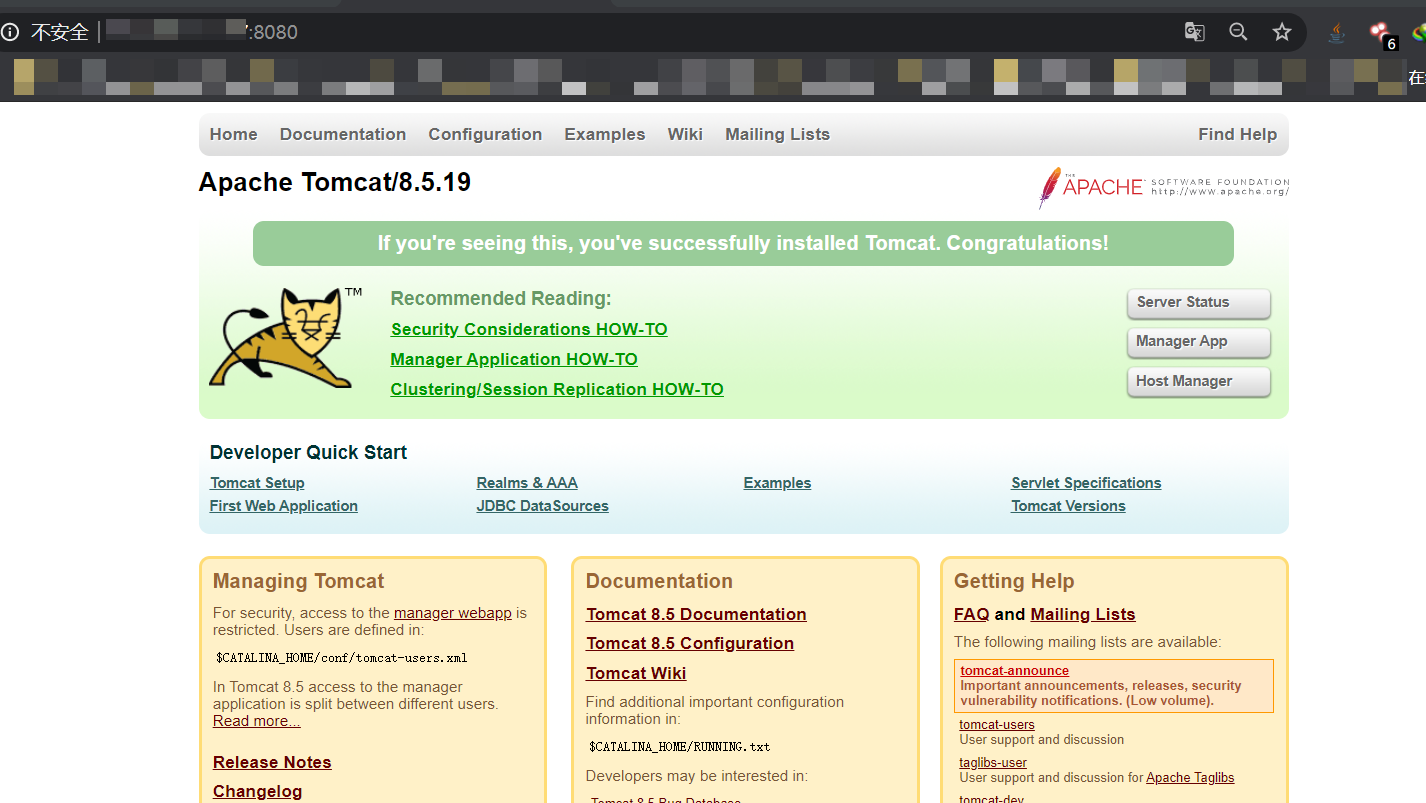 不安全
:8080
6
在
Home Documentation Configuration Examples Wiki Mailing Lists Find Help
Apache Tomcat/8.5.19
THE APACHE SOFTWARE FOUNDATION
http://www.apache.org/
If you're seeing this, you've successfully installed Tomcat. Congratulations!
TM
Recommended Reading:
Security Considerations HOW-TO
Manager Application HOW-TO
Clustering/Session Replication HOW-TO
Server Status
Manager App
Host Manager
Developer Quick Start
Tomcat Setup
First Web Application
Realms & AAA
JDBC DataSources
Examples
Servlet Specifications
Tomcat Versions
Managing Tomcat
For security, access to the manager webapp is
restricted. Users are defined in:
$CATALINA_HOME/conf/tomcat-users.xml
In Tomcat 8.5 access to the manager
application is split between different users.
Read more...
Release Notes
Changelog
Documentation
Tomcat 8.5 Documentation
Tomcat 8.5 Configuration
Tomcat Wiki
Find additional important configuration
information in:
$CATALINA_HOME/RUNNING.txt
Developers may be interested in:
Tomcat 8.5 Bug Database
Getting Help
FAQ and Mailing Lists
The following mailing lists are available:
tomcat-announce
Important announcements, releases, security
vulnerability notifications. (Low volume).
tomcat-users
User support and discussion
taglibs-user
User support and discussion for Apache Taglibs
tomcat-dev